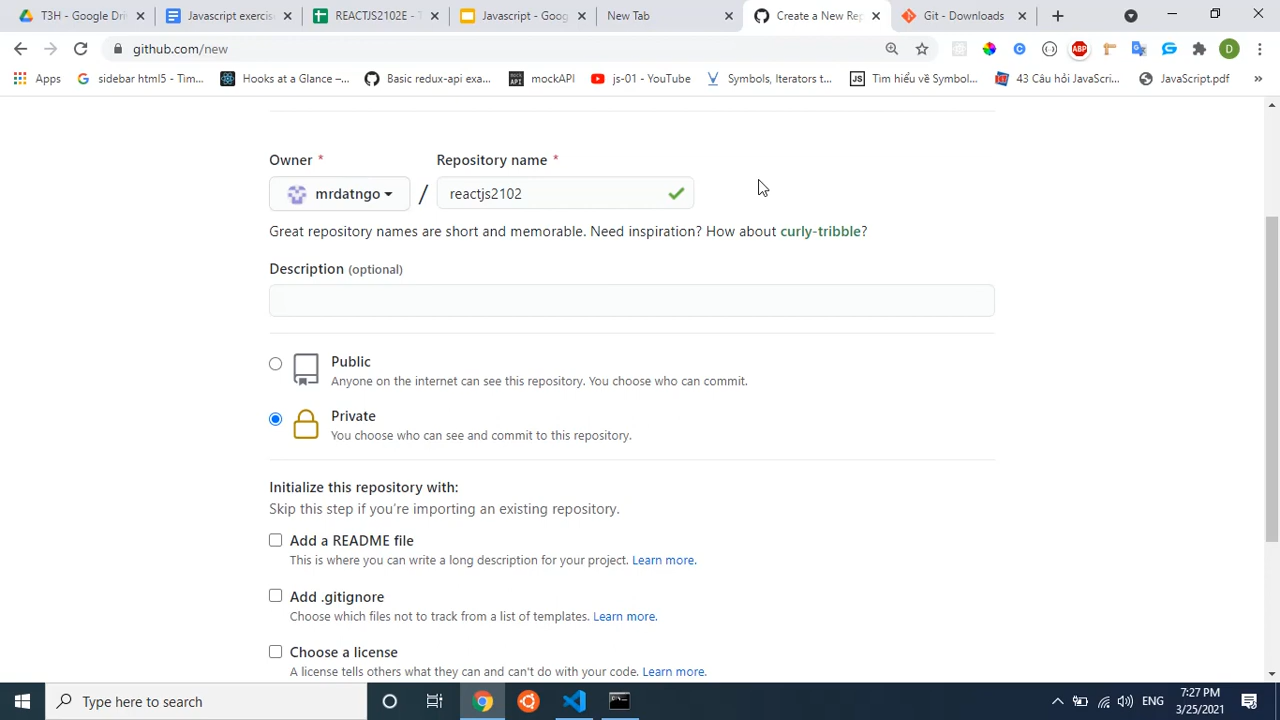 T3H - Google Dri
Javascript exercis
REACTJS2102E - T
Javascript - Goog
New Tab
Create a New Rep
Git - Downloads
github.com/new
ABP
D
Apps
sidebar html5 - Tim...
Hooks at a Glance –...
Basic redux-api exa...
mockAPI
js-01 - YouTube
Symbols, Iterators t...
JS
Tìm hiểu về Symbol...
43 Câu hỏi JavaScri...
JavaScript.pdf
»
Owner *
Repository name *
mrdatngo
/
reactjs2102
Great repository names are short and memorable. Need inspiration? How about curly-tribble?
Description (optional)
Public
Anyone on the internet can see this repository. You choose who can commit.
Private
You choose who can see and commit to this repository.
Initialize this repository with:
Skip this step if you're importing an existing repository.
Add a README file
This is where you can write a long description for your project. Learn more.
Add .gitignore
Choose which files not to track from a list of templates. Learn more.
Choose a license
A license tells others what they can and can't do with your code. Learn more.
Type here to search
ENG
7:27 PM
3/25/2021